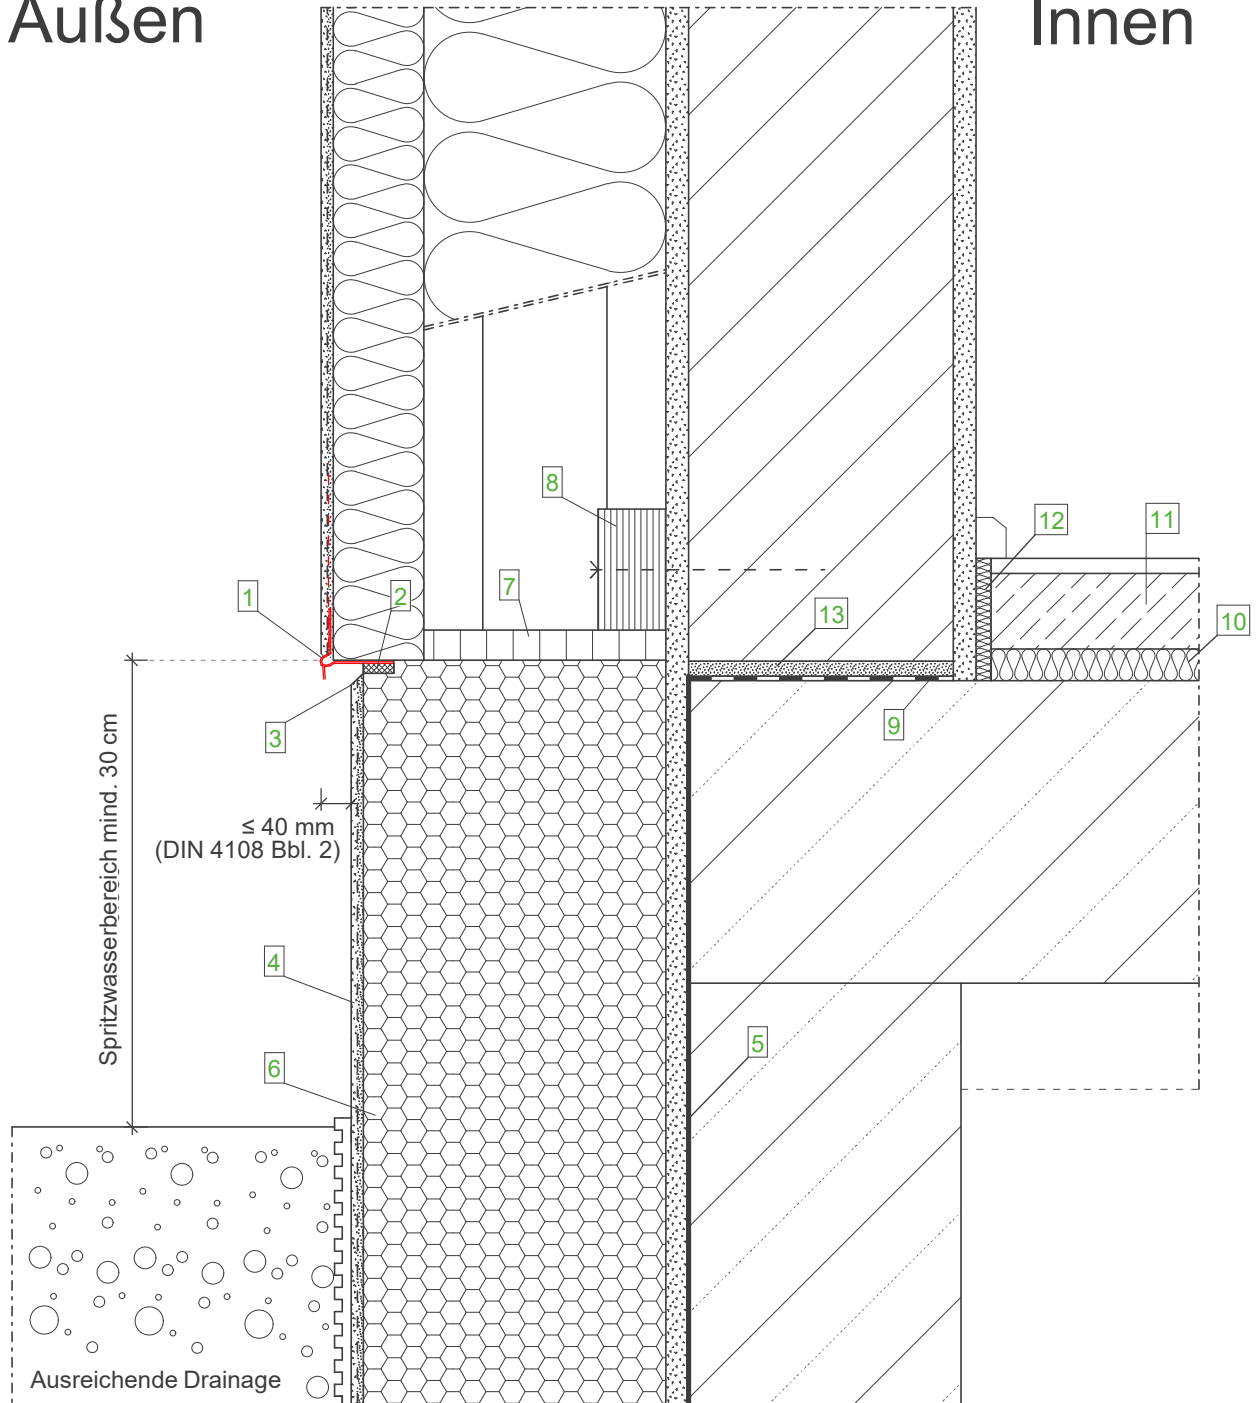 Außen
Innen
8
12
11
1
2
7
13
10
3
9
≤ 40 mm
(DIN 4108 Bbl. 2)
Spritzwasserbereich mind. 30 cm
4
5
6
Ausreichende Drainage